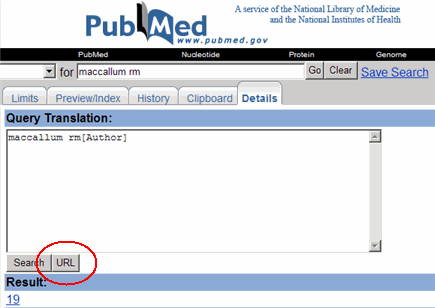 PubMed
www.pubmed.gov
A service of the National Library of Medicine
and the National Institutes of Health
PubMed Nucleotide Protein Genome
for maccallum rm Go Clear Save Search
Limits Preview/Index History Clipboard Details
Query Translation:
maccallum rm[Author]
Search URL
Result:
19